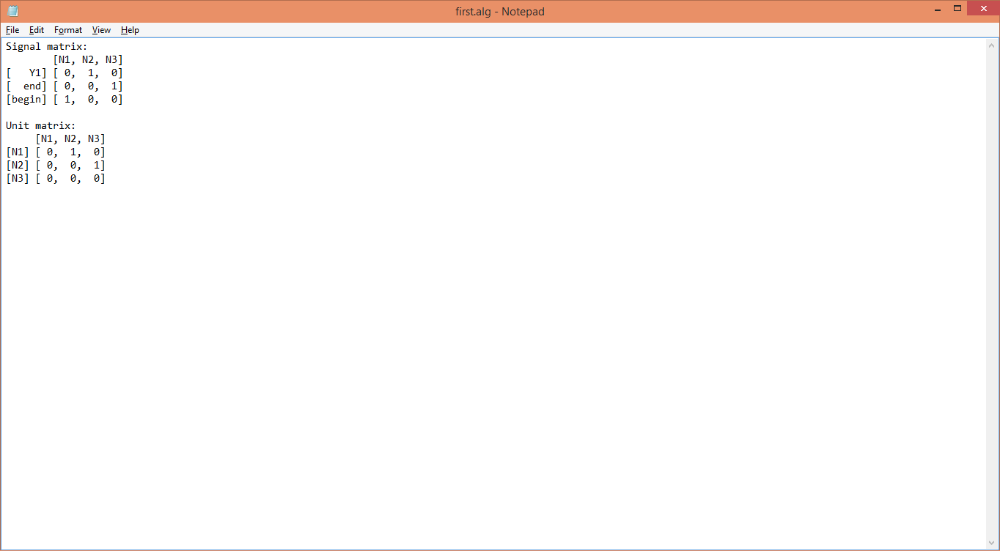 first.alg - Notepad
File Edit Format View Help
Signal matrix:
        [N1, N2, N3]
[   Y1] [ 0,  1,  0]
[  end] [ 0,  0,  1]
[begin] [ 1,  0,  0]

Unit matrix:
     [N1, N2, N3]
[N1] [ 0,  1,  0]
[N2] [ 0,  0,  1]
[N3] [ 0,  0,  0]